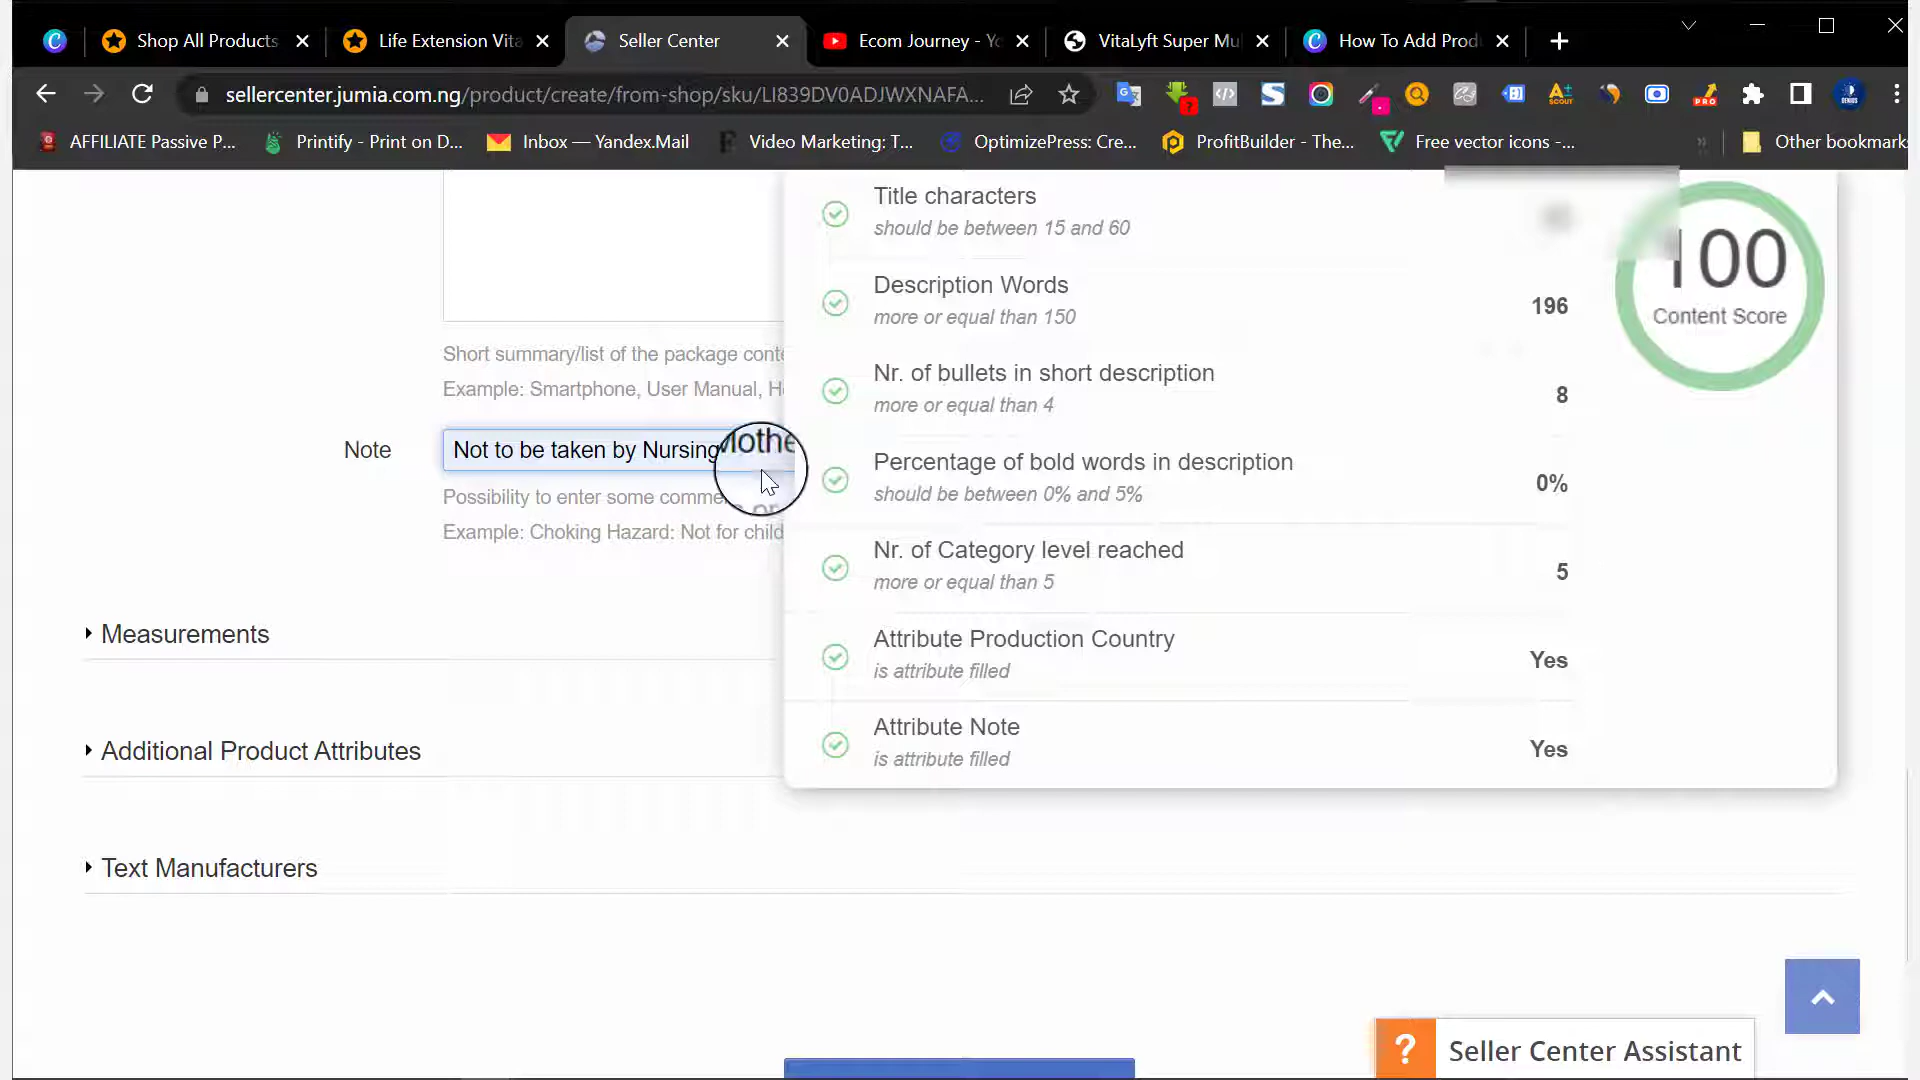 Shop All Products
Life Extension Vita
Seller Center
Ecom Journey - Yo
VitaLyft Super Mu
How To Add Prod
sellercenter.jumia.com.ng/product/create/from-shop/sku/LI839DV0ADJWXNAFA...
AFFILIATE Passive P...
Printify - Print on D...
Inbox — Yandex.Mail
Video Marketing: T...
OptimizePress: Cre...
ProfitBuilder - The...
Free vector icons -...
Other bookmarks
Title characters
should be between 15 and 60
Description Words
more or equal than 150
196
Nr. of bullets in short description
more or equal than 4
8
Percentage of bold words in description
should be between 0% and 5%
0%
Nr. of Category level reached
more or equal than 5
5
Attribute Production Country
is attribute filled
Yes
Attribute Note
is attribute filled
Yes
100
Content Score
Short summary/list of the package conte
Example: Smartphone, User Manual, H
Note
Not to be taken by Nursing Mothe
Possibility to enter some comme
Example: Choking Hazard: Not for child
Measurements
Additional Product Attributes
Text Manufacturers
? Seller Center Assistant